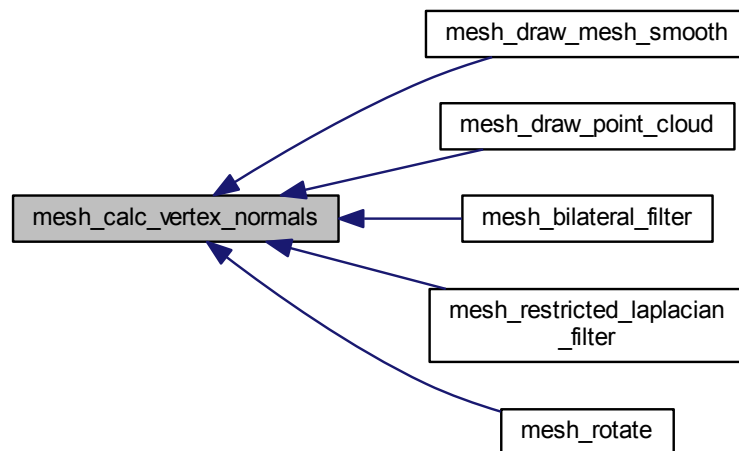 mesh_draw_mesh_smooth
mesh_draw_point_cloud
mesh_calc_vertex_normals
mesh_bilateral_filter
mesh_restricted_laplacian
_filter
mesh_rotate